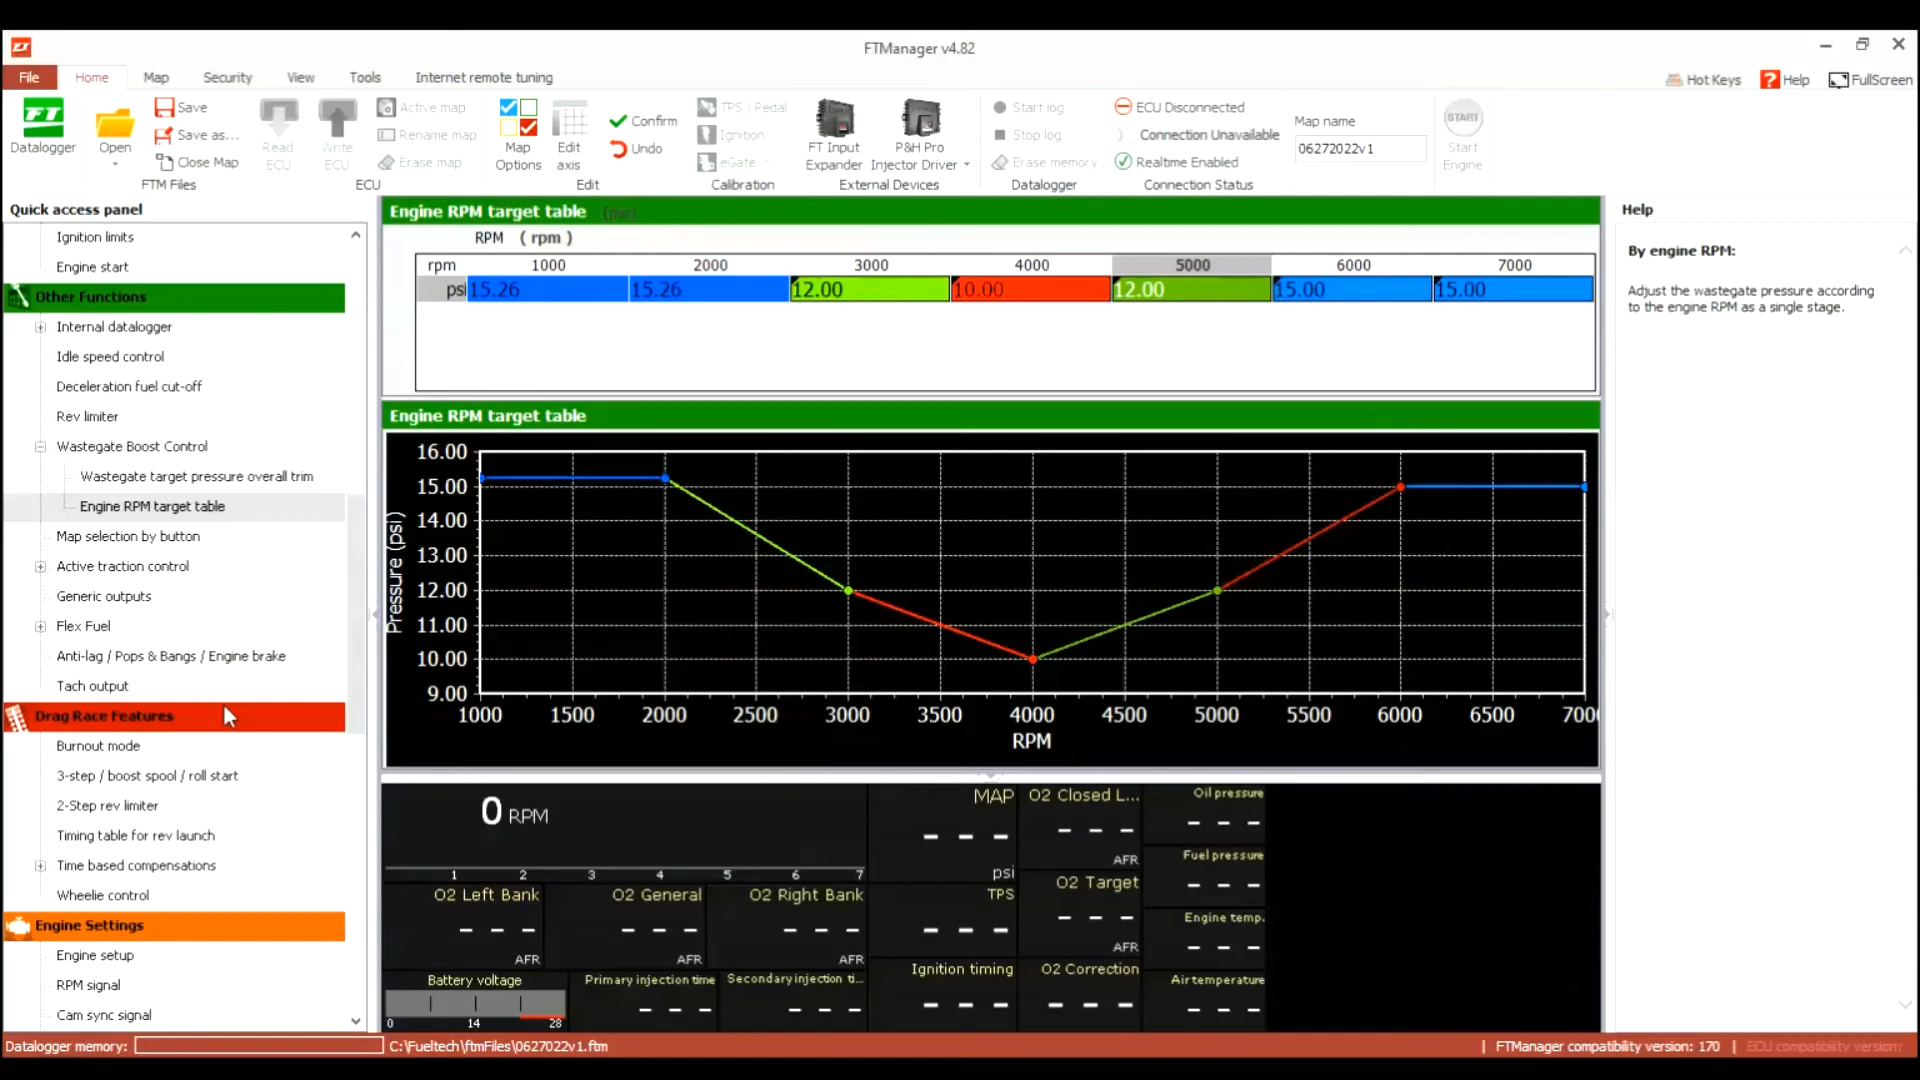 FTManager v4.82
File
Home
Map
Security
View
Tools
Internet remote tuning
Hot Keys
Help
FullScreen
Datalogger
Open
Save
Save as...
Close Map
FTM Files
Read ECU
Write ECU
Active map
Rename map
Erase map
ECU
Map Options
Edit axis
Confirm
Undo
Edit
TPS / Pedal
Ignition
eGate
Calibration
FT Input Expander
P&H Pro Injector Driver
External Devices
Start log
Stop log
Erase memory
Datalogger
ECU Disconnected
Connection Unavailable
Realtime Enabled
Connection Status
Map name
06272022v1
START
Start Engine
Quick access panel
Ignition limits
Engine start
Other Functions
Internal datalogger
Idle speed control
Deceleration fuel cut-off
Rev limiter
Wastegate Boost Control
Wastegate target pressure overall trim
Engine RPM target table
Map selection by button
Active traction control
Generic outputs
Flex Fuel
Anti-lag / Pops & Bangs / Engine brake
Tach output
Drag Race Features
Burnout mode
3-step / boost spool / roll start
2-Step rev limiter
Timing table for rev launch
Time based compensations
Wheelie control
Engine Settings
Engine setup
RPM signal
Cam sync signal
Engine RPM target table (psi)
RPM ( rpm )
rpm 1000 2000 3000 4000 5000 6000 7000
psi 15.26 15.26 12.00 10.00 12.00 15.00 15.00
Engine RPM target table
Pressure (psi)
16.00
15.00
14.00
13.00
12.00
11.00
10.00
9.00
1000 1500 2000 2500 3000 3500 4000 4500 5000 5500 6000 6500 700
RPM
0 RPM
1 2 3 4 5 6 7
MAP
- - -
psi
O2 Closed L...
- - -
AFR
Oil pressure
- - -
Fuel pressure
- - -
O2 Left Bank
- - -
AFR
O2 General
- - -
AFR
O2 Right Bank
- - -
AFR
TPS
- - -
O2 Target
- - -
AFR
Engine temp.
- - -
Battery voltage
0 14 28
Primary injection time
- - -
Secondary injection ti...
- - -
Ignition timing
- - -
O2 Correction
- - -
Air temperature
- - -
Help
By engine RPM:
Adjust the wastegate pressure according
to the engine RPM as a single stage.
Datalogger memory:
C:\Fueltech\ftmFiles\0627022v1.ftm
| FTManager compatibility version: 170 | ECU compatibility version: